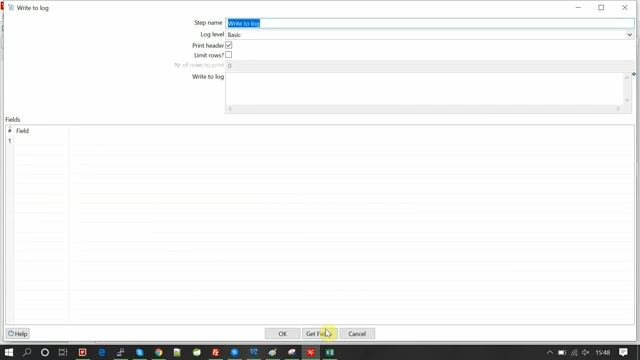 Write to log
Step name Write to log
Log level Basic
Print header
Limit rows?
Nr of rows to print 0
Write to log
Fields
# Field
1
Help OK Get Fields Cancel
15:48